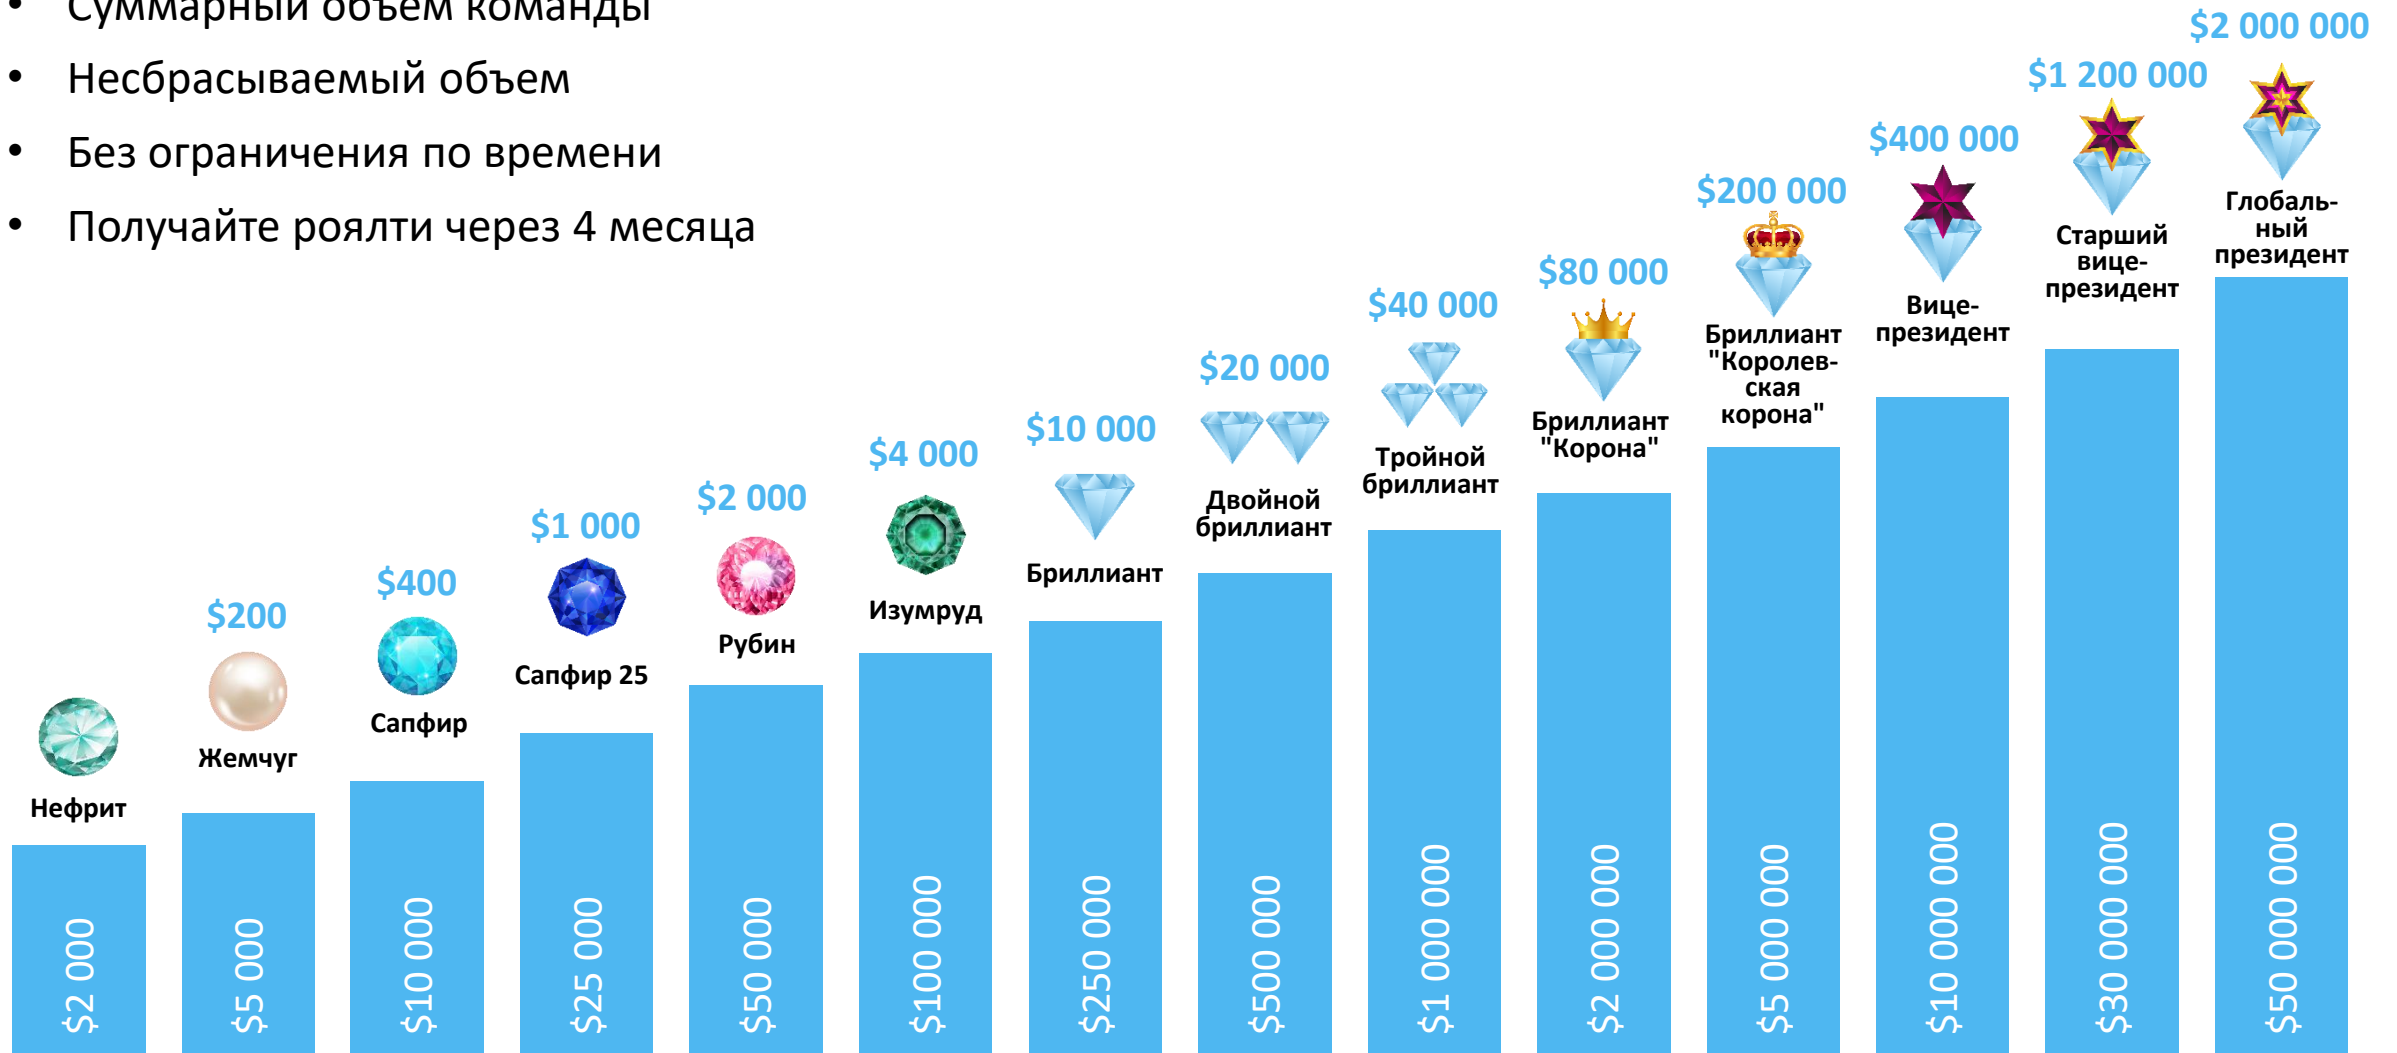 Суммарный объем команды
Несбрасываемый объем
Без ограничения по времени
Получайте роялти через 4 месяца
Нефрит
$2 000
$200
Жемчуг
$5 000
$400
Сапфир
$10 000
$1 000
Сапфир 25
$25 000
$2 000
Рубин
$50 000
$4 000
Изумруд
$100 000
$10 000
Бриллиант
$250 000
$20 000
Двойной
бриллиант
$500 000
$40 000
Тройной
бриллиант
$1 000 000
$80 000
Бриллиант
"Корона"
$2 000 000
$200 000
Бриллиант
"Королев-
ская
корона"
$5 000 000
$400 000
Вице-
президент
$10 000 000
$1 200 000
Старший
вице-
президент
$30 000 000
$2 000 000
Глобаль-
ный
президент
$50 000 000